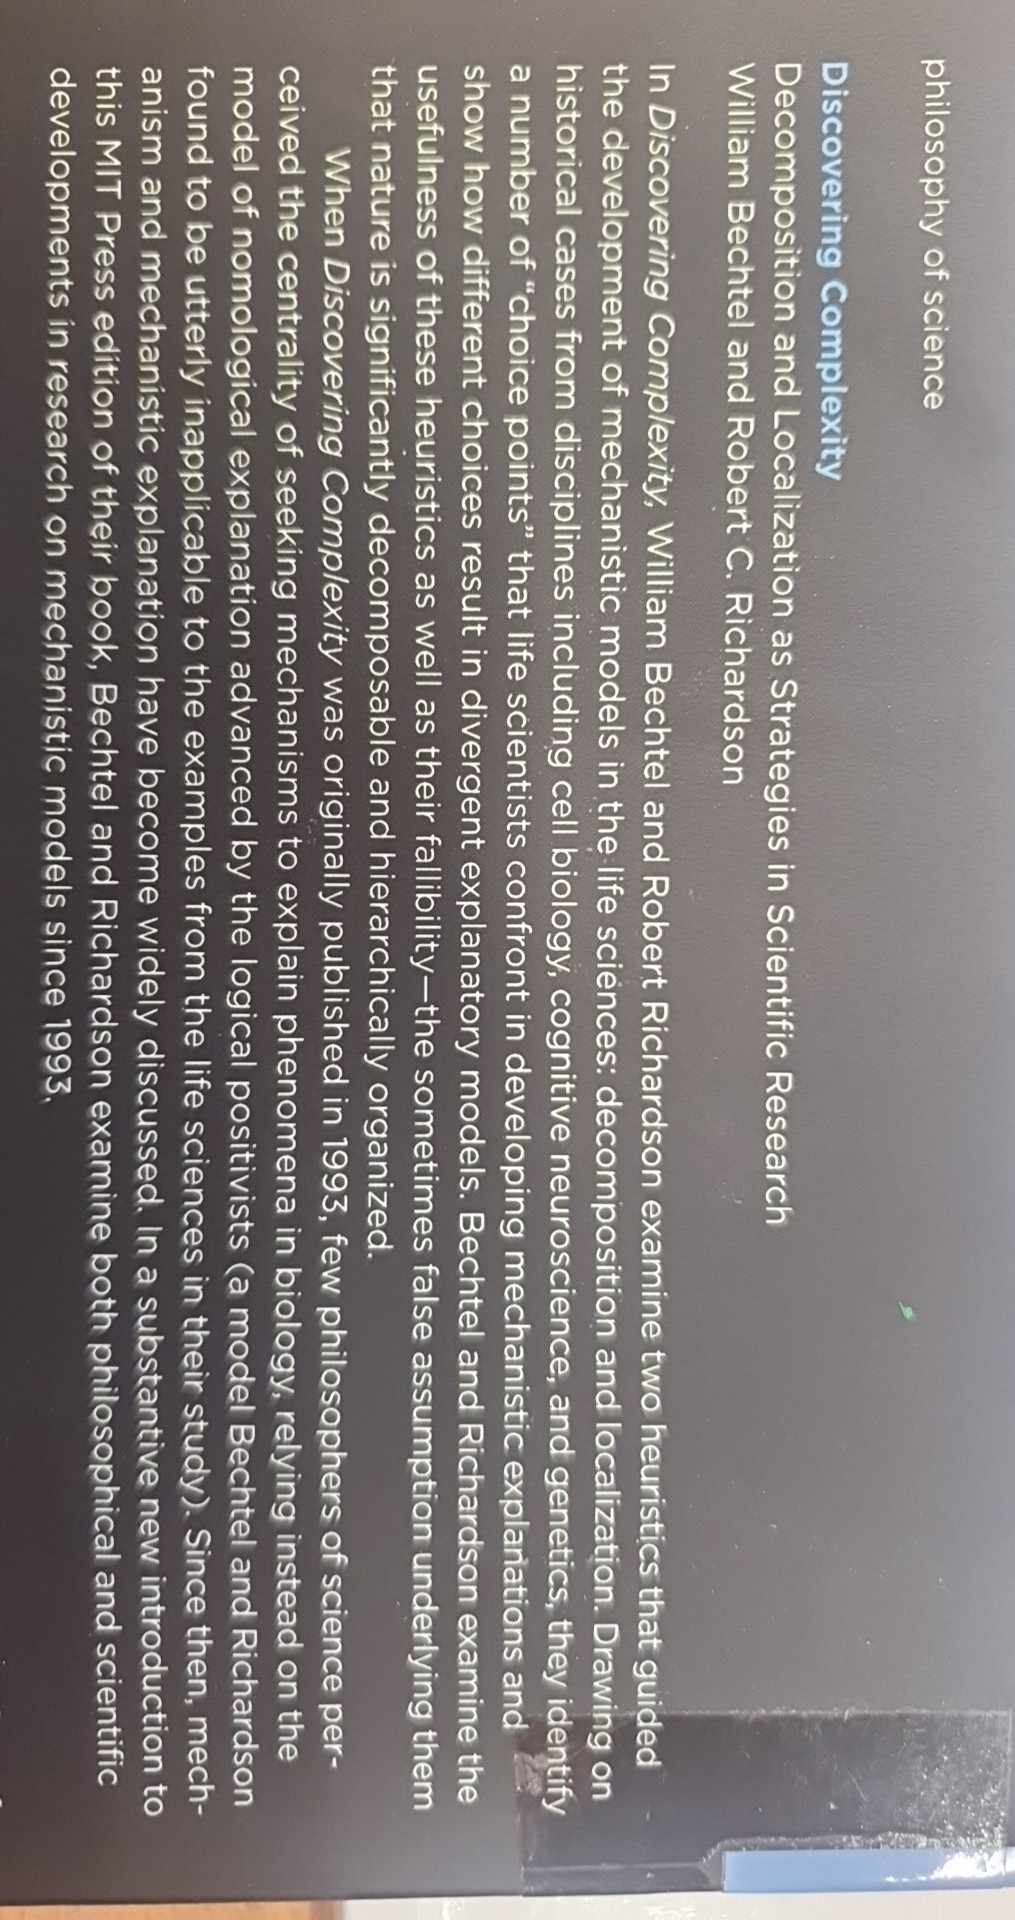 philosophy of science
Discovering Complexity
Decomposition and Localization as Strategies in Scientific Research
William Bechtel and Robert C. Richardson
In Discovering Complexity, William Bechtel and Robert Richardson examine two heuristics that guided
the development of mechanistic models in the life sciences: decomposition and localization. Drawing on
historical cases from disciplines including cell biology, cognitive neuroscience, and genetics, they identify
a number of “choice points” that life scientists confront in developing mechanistic explanations and
show how different choices result in divergent explanatory models. Bechtel and Richardson examine the
usefulness of these heuristics as well as their fallibility—the sometimes false assumption underlying them
that nature is significantly decomposable and hierarchically organized.
When Discovering Complexity was originally published in 1993, few philosophers of science per-
ceived the centrality of seeking mechanisms to explain phenomena in biology, relying instead on the
model of nomological explanation advanced by the logical positivists (a model Bechtel and Richardson
found to be utterly inapplicable to the examples from the life sciences in their study). Since then, mech-
anism and mechanistic explanation have become widely discussed. In a substantive new introduction to
this MIT Press edition of their book, Bechtel and Richardson examine both philosophical and scientific
developments in research on mechanistic models since 1993.